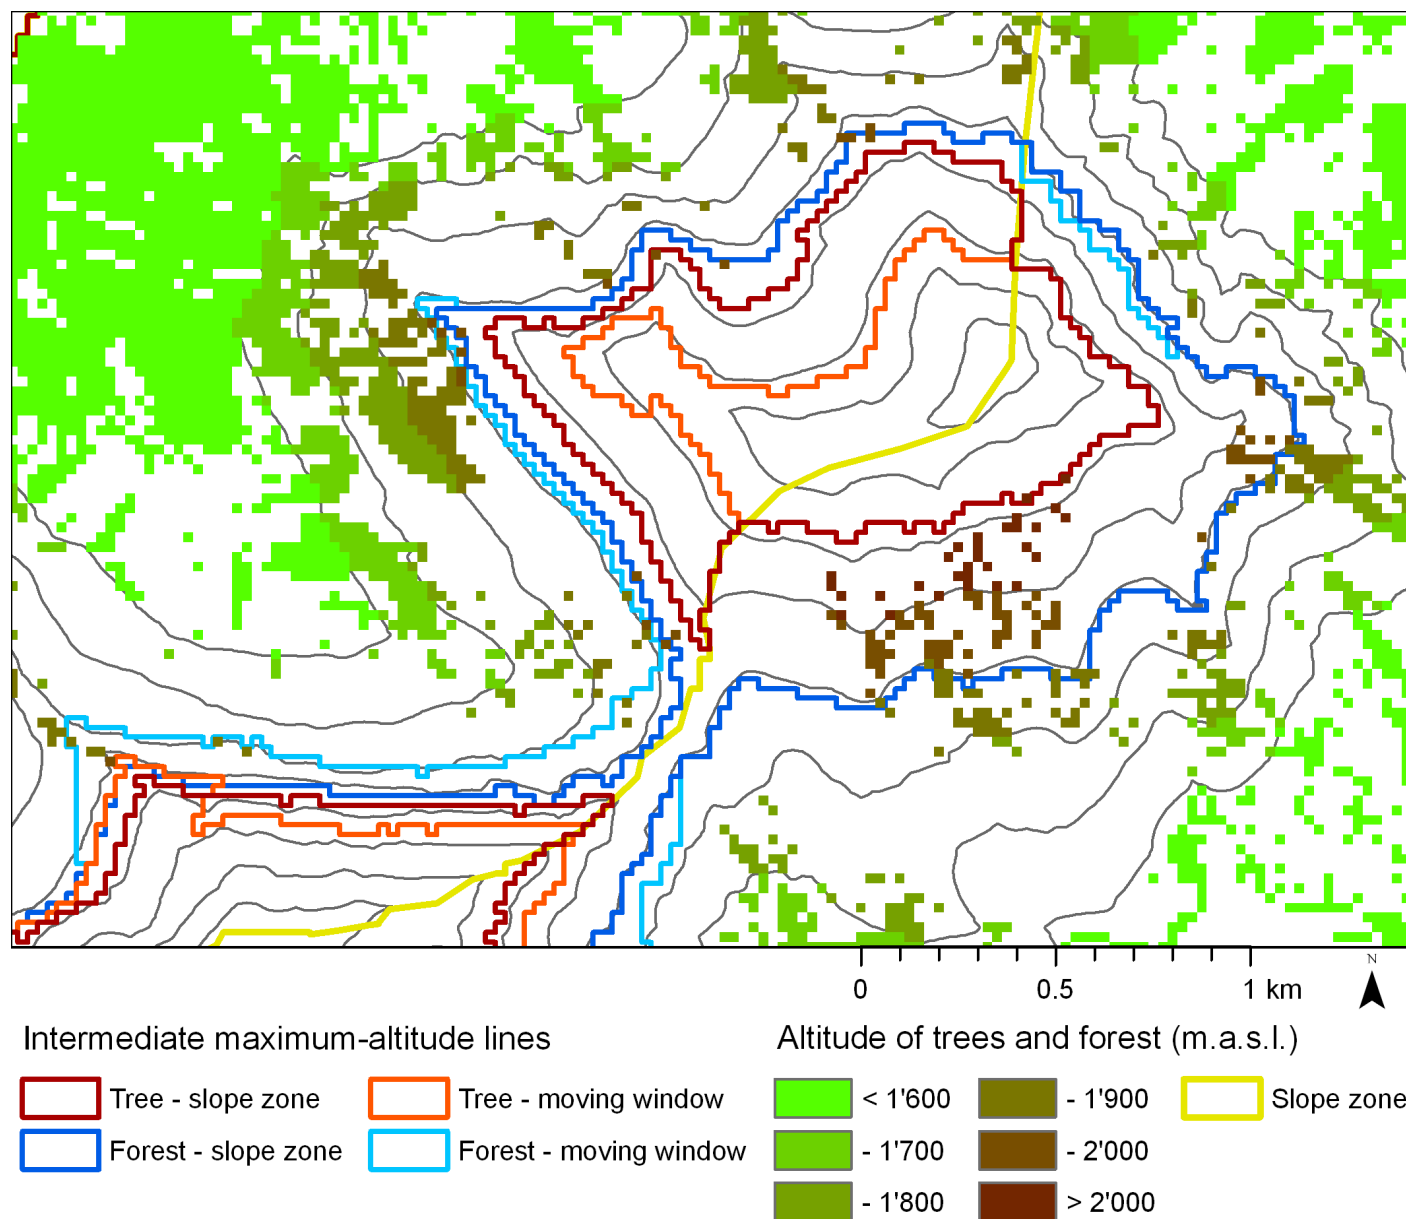 N
0 0.5 1 km
Intermediate maximum-altitude lines
Altitude of trees and forest (m.a.s.l.)
Tree - slope zone
Tree - moving window
< 1'600
- 1'900
Slope zone
Forest - slope zone
Forest - moving window
- 1'700
- 2'000
- 1'800
> 2'000